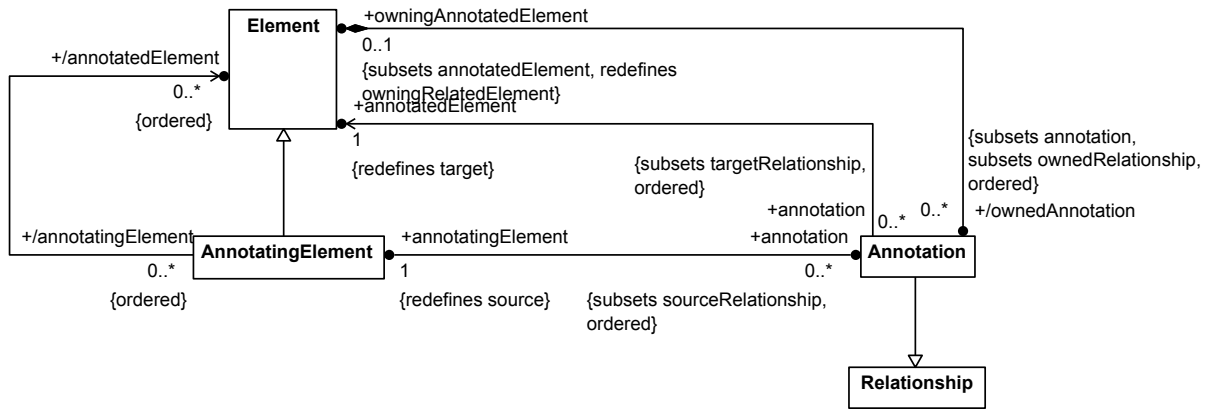 Element
+owningAnnotatedElement
0..1
{subsets annotatedElement, redefines
owningRelatedElement}
+/annotatedElement
0..*
{ordered}
+annotatedElement
1
{redefines target}
{subsets targetRelationship,
ordered}
+annotation
0..*
{subsets annotation,
subsets ownedRelationship,
ordered}
0..*
+/ownedAnnotation
+/annotatingElement
0..*
{ordered}
AnnotatingElement
+annotatingElement
1
{redefines source}
+annotation
0..*
{subsets sourceRelationship,
ordered}
Annotation
Relationship